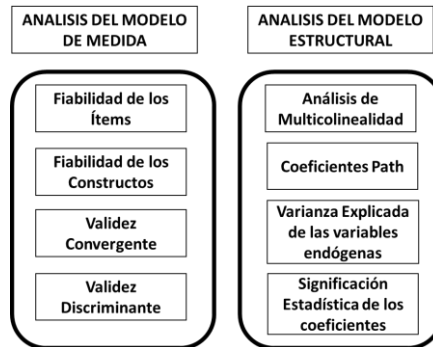 ANALISIS DEL MODELO
DE MEDIDA
Fiabilidad de los
Ítems
Fiabilidad de los
Constructos
Validez
Convergente
Validez
Discriminante
ANALISIS DEL MODELO
ESTRUCTURAL
Análisis de
Multicolinealidad
Coeficientes Path
Varianza Explicada
de las variables
endógenas
Significación
Estadística de los
coeficientes